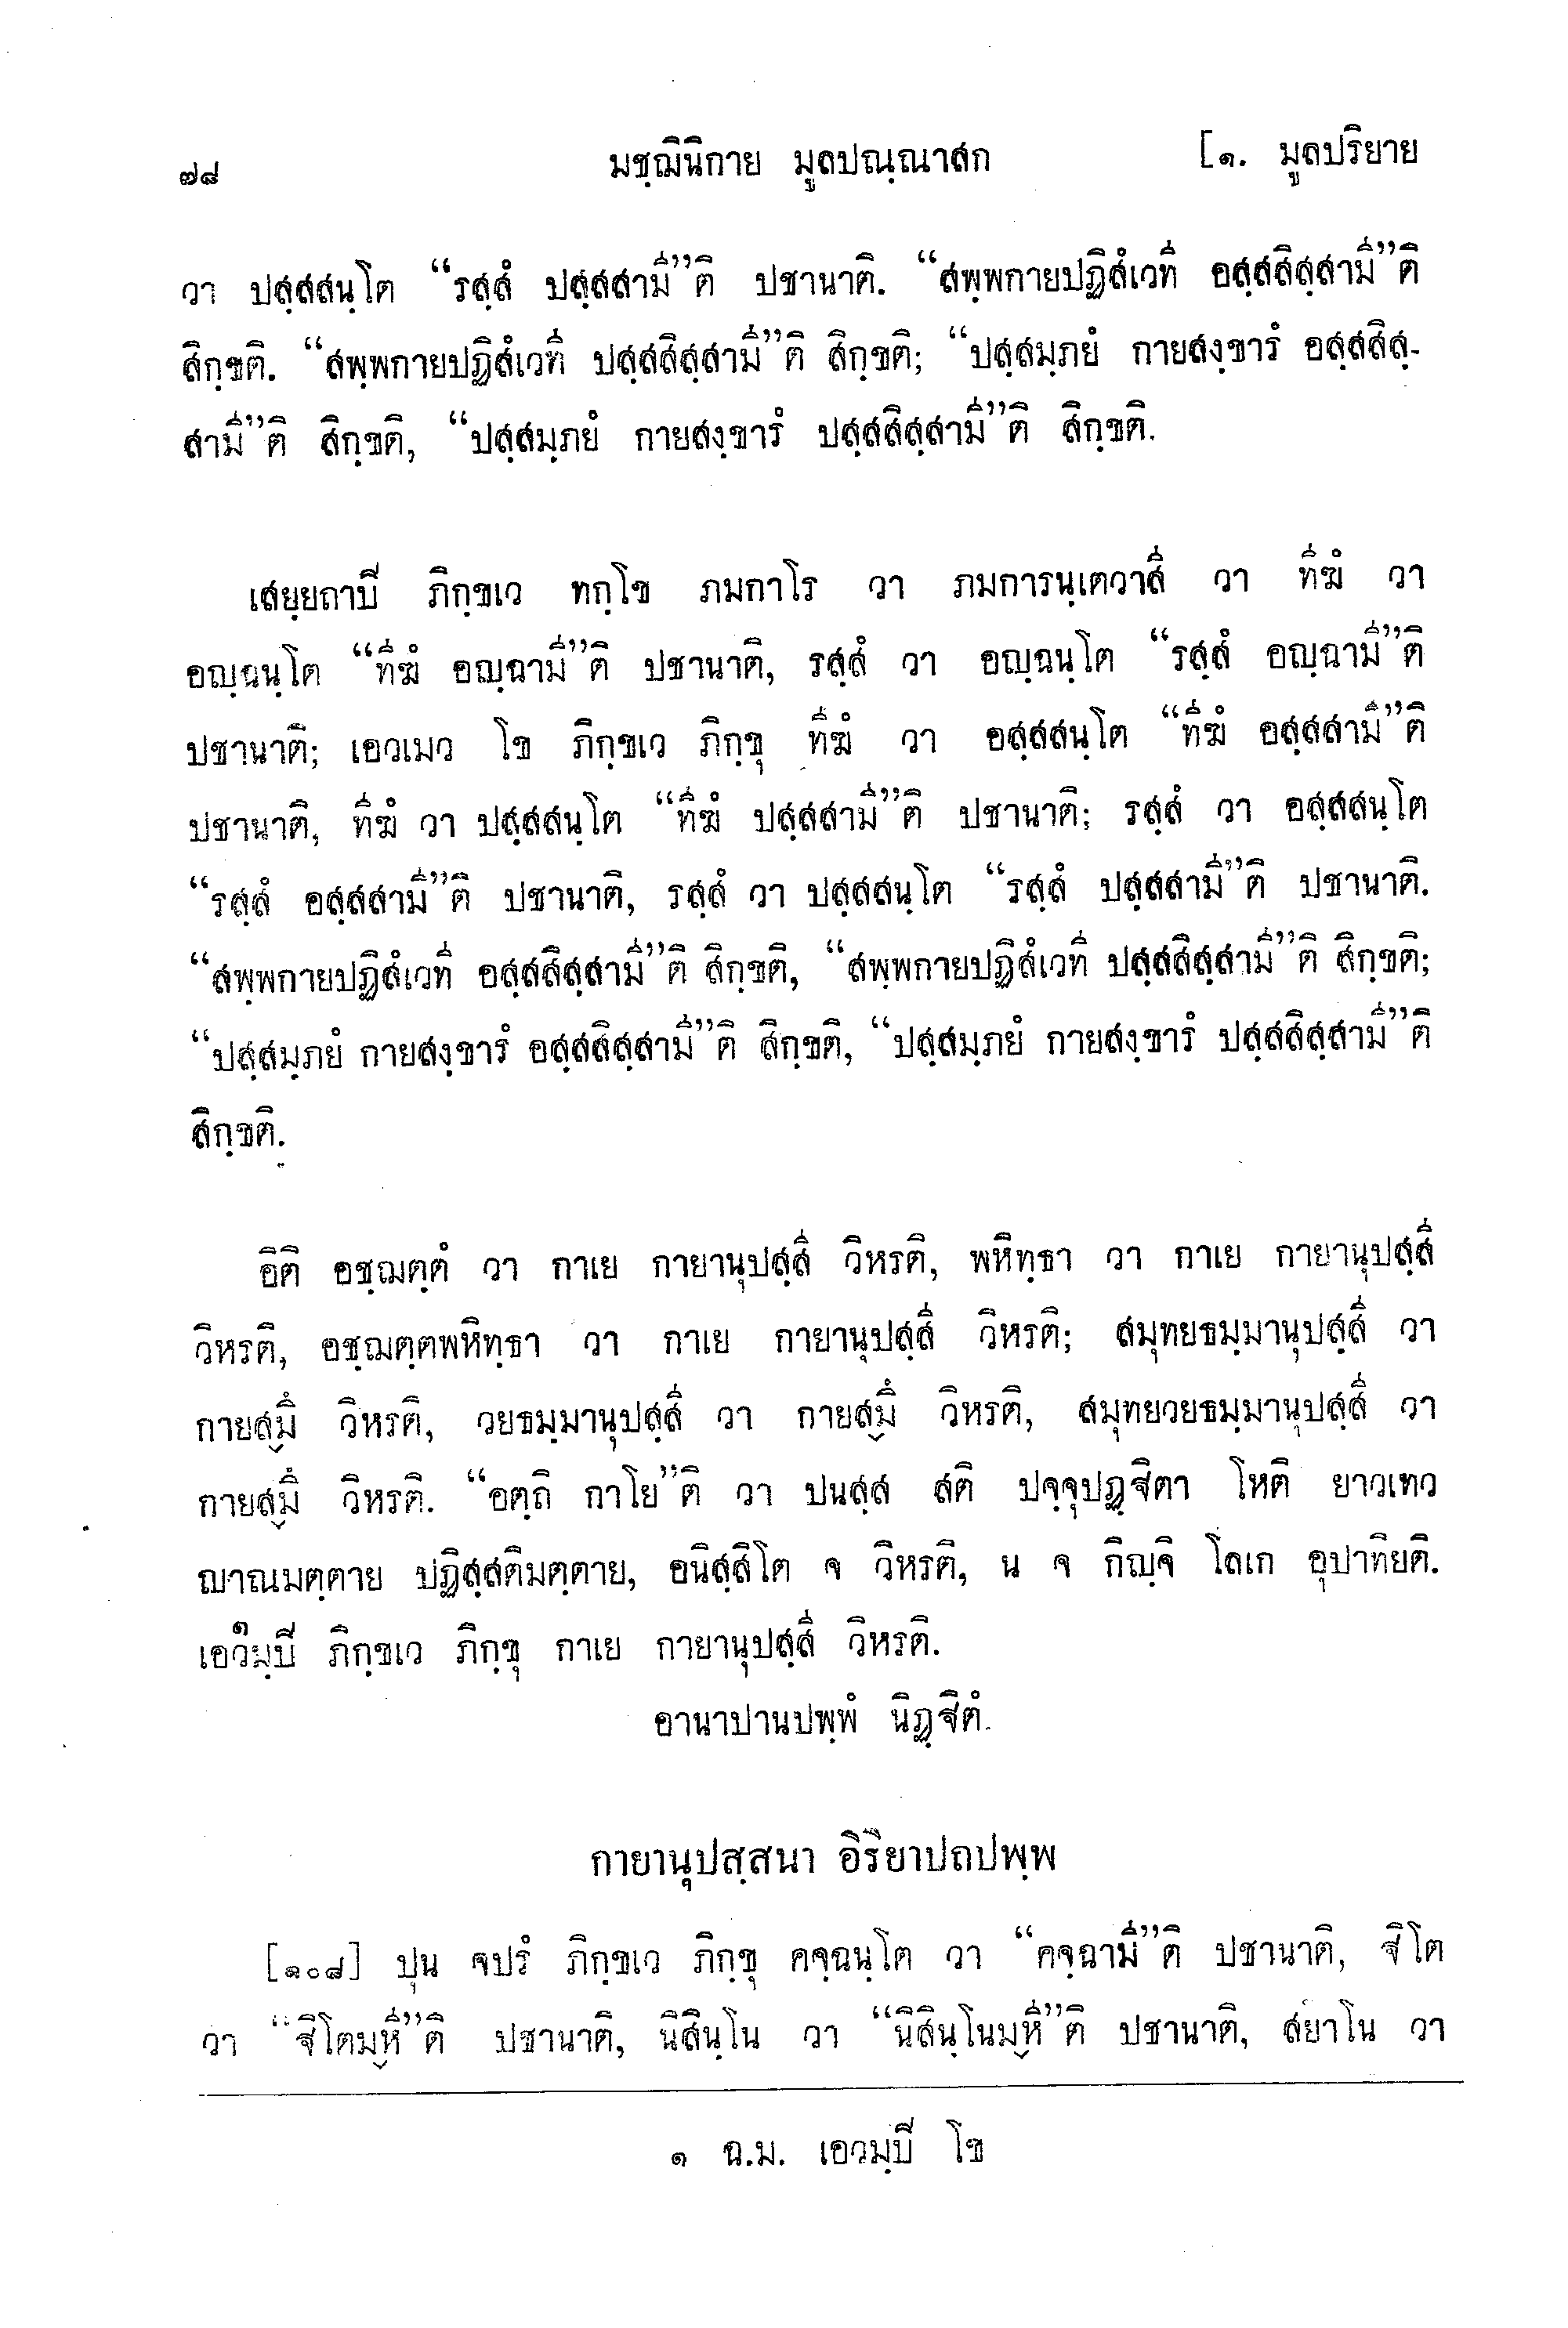 ๗๘ มชฺฌิมนิกาย มูลปณฺณาสก [๑. มูลปริยาย
วา ปสฺสสนฺโต “รสฺสํ ปสฺสสามี”ติ ปชานาติ. “สพฺพกายปฏิสํเวที อสฺสสิสฺสามี”ติ
สิกฺขติ. “สพฺพกายปฏิสํเวที ปสฺสสิสฺสามี”ติ สิกฺขติ; “ปสฺสมฺภยํ กายสงฺขารํ อสฺสสิสฺ-
สามี”ติ สิกฺขติ, “ปสฺสมฺภยํ กายสงฺขารํ ปสฺสสิสฺสามี”ติ สิกฺขติ.
เสยฺยถาปี ภิกฺขเว ทกฺโข ภมกาโร วา ภมการนฺเตวาสี วา ทีฆํ วา
อญฺฉนฺโต “ทีฆํ อญฺฉามี”ติ ปชานาติ, รสฺสํ วา อญฺฉนฺโต “รสฺสํ อญฺฉามี”ติ
ปชานาติ; เอวเมว โข ภิกฺขเว ภิกฺขุ ทีฆํ วา อสฺสสนฺโต “ทีฆํ อสฺสสามี”ติ
ปชานาติ, ทีฆํ วา ปสฺสสนฺโต “ทีฆํ ปสฺสสามี”ติ ปชานาติ; รสฺสํ วา อสฺสสนฺโต
“รสฺสํ อสฺสสามี”ติ ปชานาติ, รสฺสํ วา ปสฺสสนฺโต “รสฺสํ ปสฺสสามี”ติ ปชานาติ.
“สพฺพกายปฏิสํเวที อสฺสสิสฺสามี”ติ สิกฺขติ, “สพฺพกายปฏิสํเวที ปสฺสสิสฺสามี”ติ สิกฺขติ;
“ปสฺสมฺภยํ กายสงฺขารํ อสฺสสิสฺสามี”ติ สิกฺขติ, “ปสฺสมฺภยํ กายสงฺขารํ ปสฺสสิสฺสามี”ติ
สิกฺขติ.
อิติ อชฺฌตฺตํ วา กาเย กายานุปสฺสี วิหรติ, พหิทฺธา วา กาเย กายานุปสฺสี
วิหรติ, อชฺฌตฺตพหิทฺธา วา กาเย กายานุปสฺสี วิหรติ; สมุทยธมฺมานุปสฺสี วา
กายสฺมึ วิหรติ, วยธมฺมานุปสฺสี วา กายสฺมึ วิหรติ, สมุทยวยธมฺมานุปสฺสี วา
กายสฺมึ วิหรติ. “อตฺถิ กาโย”ติ วา ปนสฺส สติ ปจฺจุปฏฺฐิตา โหติ ยาวเทว
ญาณมตฺตาย ปฏิสฺสติมตฺตาย, อนิสฺสิโต จ วิหรติ, น จ กิญฺจิ โลเก อุปาทิยติ.
เอวํมฺปี ภิกฺขเว ภิกฺขุ กาเย กายานุปสฺสี วิหรติ.
อานาปานปพฺพํ นิฏฺฐิตํ.
กายานุปสฺสนา อิริยาปถปพฺพ
[๑๐๘] ปุน จปรํ ภิกฺขเว ภิกฺขุ คจฺฉนฺโต วา “คจฺฉามี”ติ ปชานาติ, ฐิโต
วา “ฐิโตมฺหี”ติ ปชานาติ, นิสินฺโน วา “นิสินฺโนมฺหี”ติ ปชานาติ, สยาโน วา
๑ ฉ.ม. เอวมฺปี โข